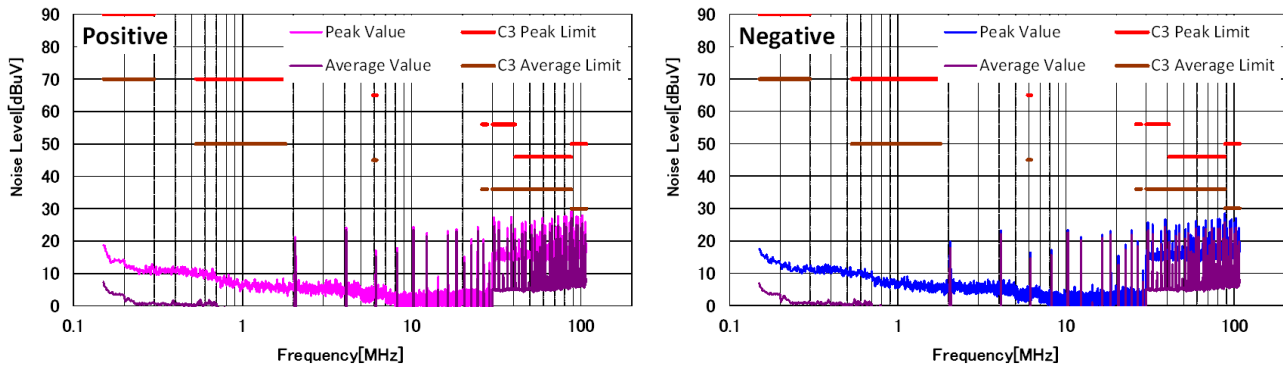 90
80
70
60
50
40
30
20
10
0
Noise Level[dBuV]
Positive
Peak Value
C3 Peak Limit
Average Value
C3 Average Limit
0.1
1
10
100
Frequency[MHz]
90
80
70
60
50
40
30
20
10
0
Noise Level[dBuV]
Negative
Peak Value
C3 Peak Limit
Average Value
C3 Average Limit
0.1
1
10
100
Frequency[MHz]